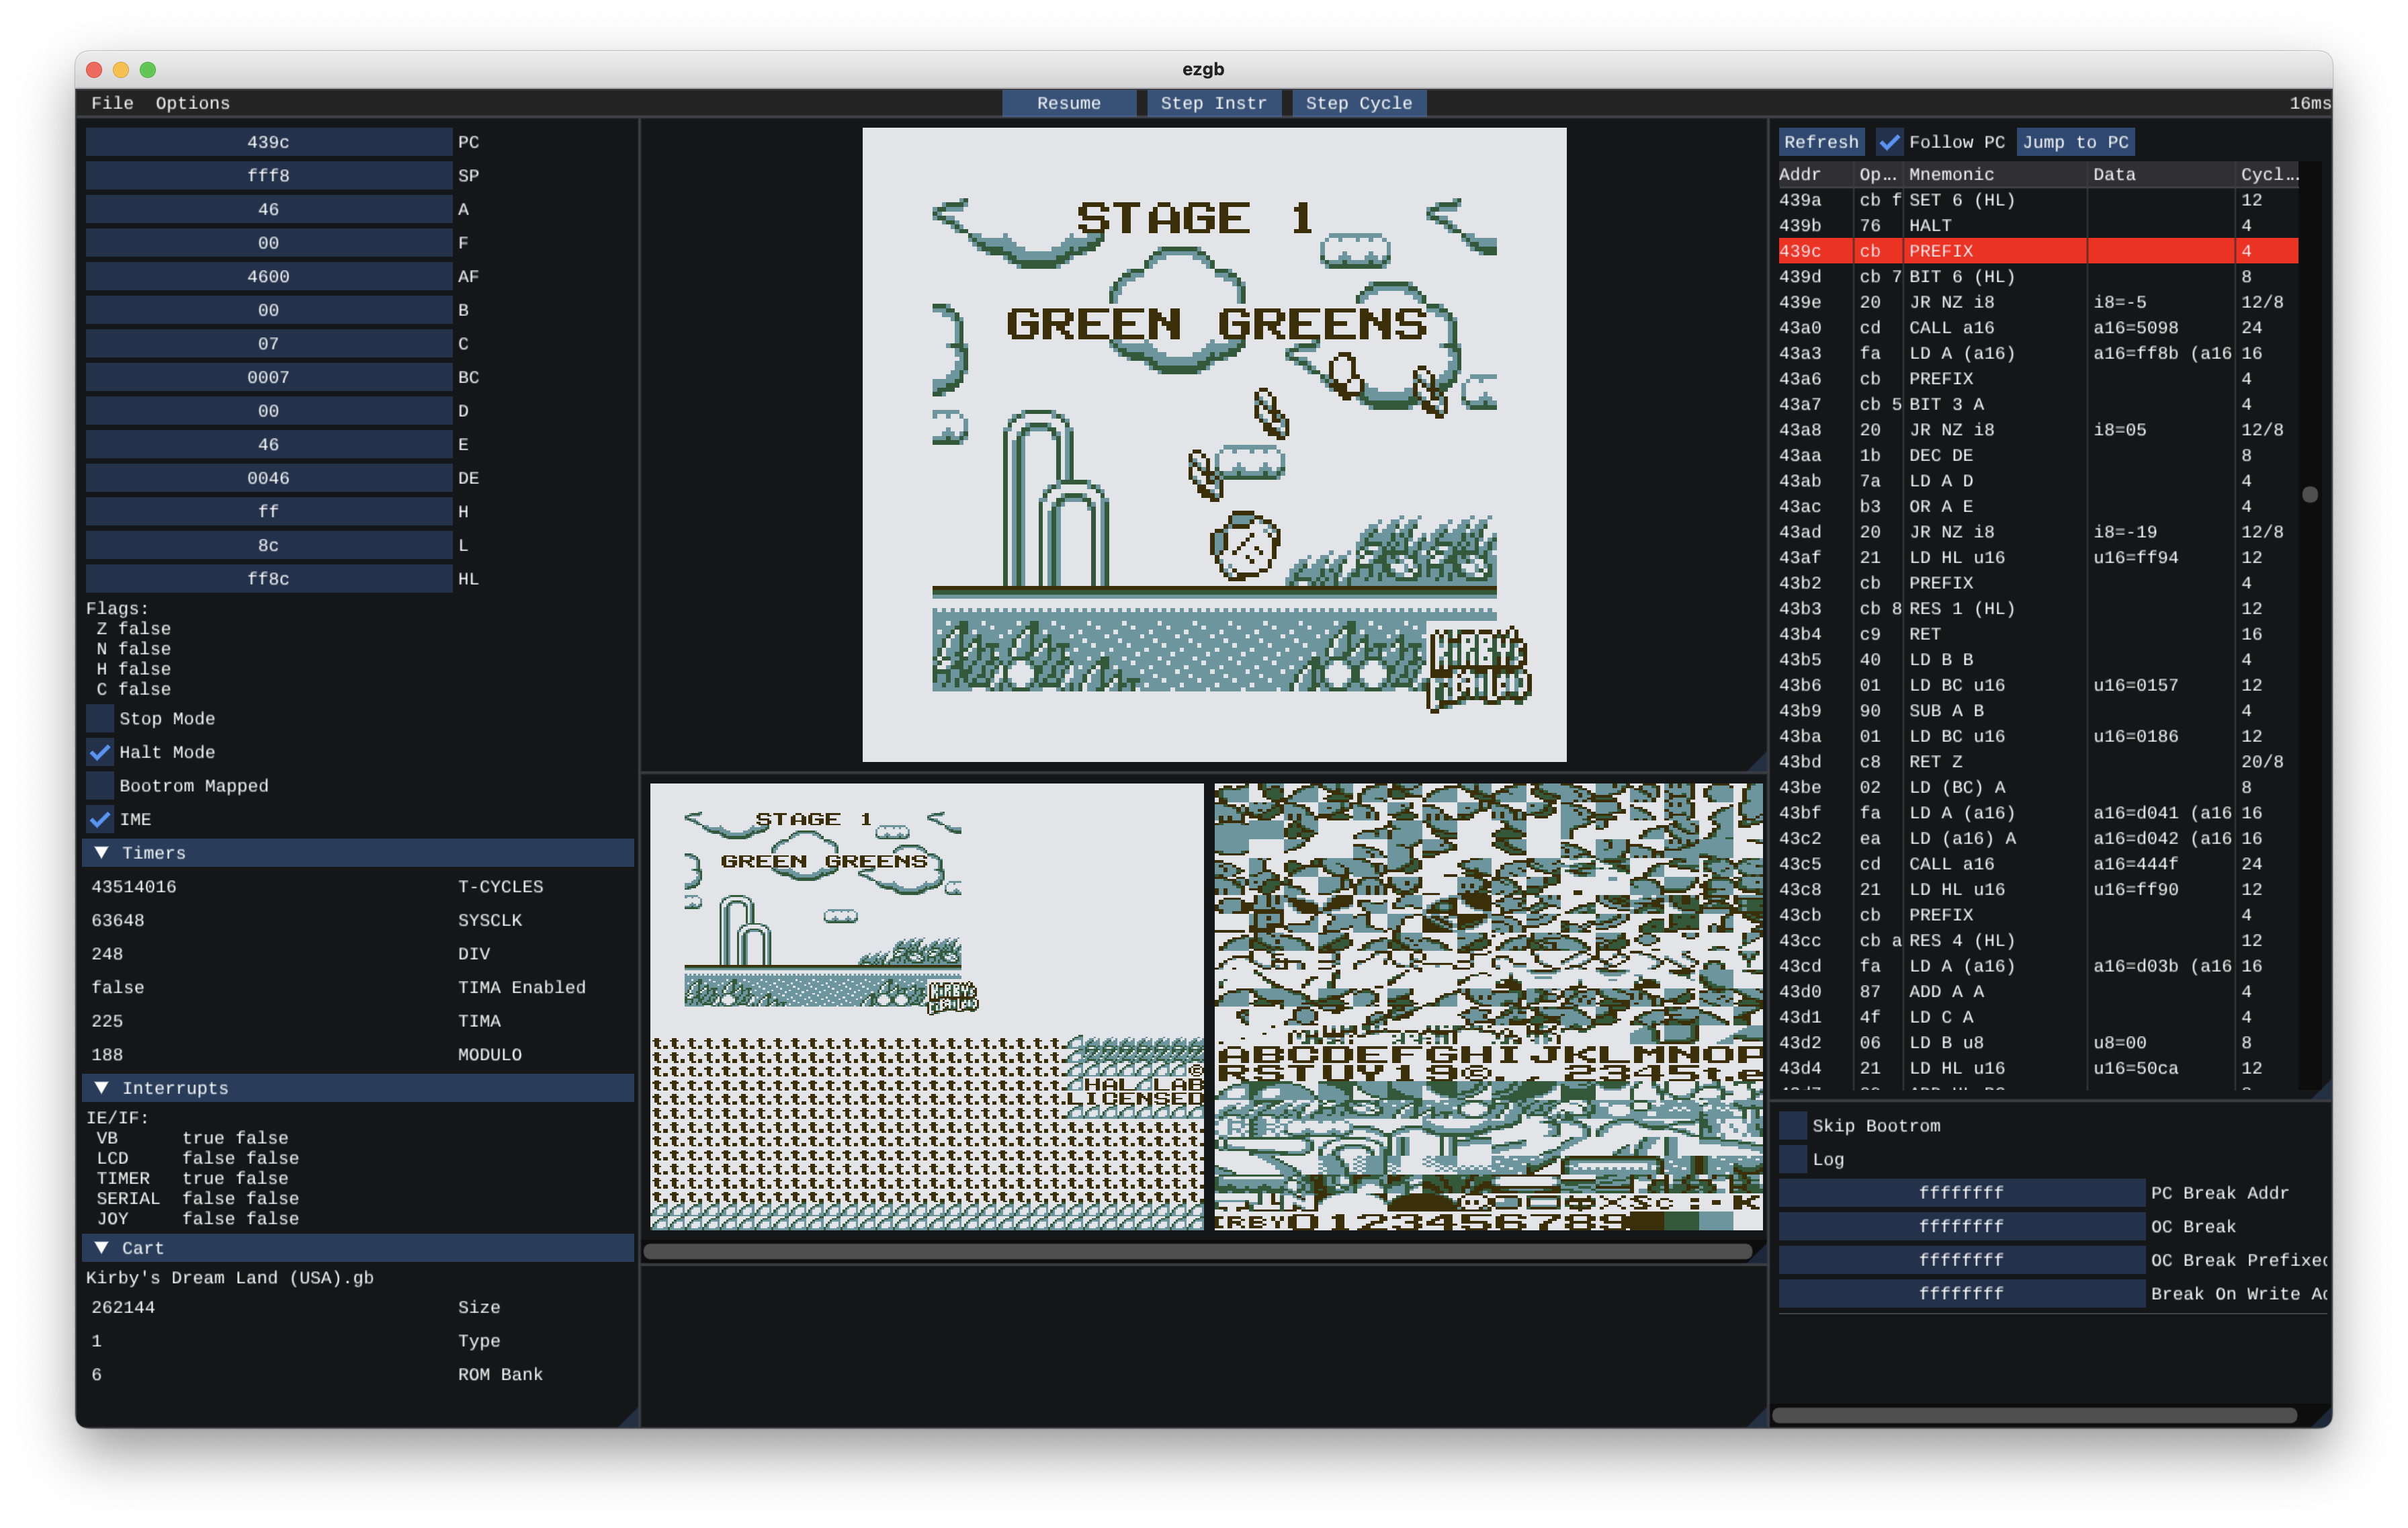 ezgb
File Options Resume Step Instr Step Cycle 16ms
439c PC
fff8 SP
46 A
00 F
4600 AF
00 B
07 C
0007 BC
00 D
46 E
0046 DE
ff H
8c L
ff8c HL
Flags:
Z false
N false
H false
C false
Stop Mode
Halt Mode
Bootrom Mapped
IME
▼ Timers
43514016 T-CYCLES
63648 SYSCLK
248 DIV
false TIMA Enabled
225 TIMA
188 MODULO
▼ Interrupts
IE/IF:
VB true false
LCD false false
TIMER true false
SERIAL false false
JOY false false
▼ Cart
Kirby's Dream Land (USA).gb
262144 Size
1 Type
6 ROM Bank
STAGE 1
GREEN GREENS
STAGE 1
GREEN GREENS
KIRBY'S
©
HAL LAB
LICENSED
ABCDEFGHIJKLMNOP
RSTUVY19©. 2345t.e
IRBY0123456789
Refresh Follow PC Jump to PC
Addr Op... Mnemonic Data Cycl...
439a cb f SET 6 (HL) 12
439b 76 HALT 4
439c cb PREFIX 4
439d cb 7 BIT 6 (HL) 8
439e 20 JR NZ i8 i8=-5 12/8
43a0 cd CALL a16 a16=5098 24
43a3 fa LD A (a16) a16=ff8b (a16 16
43a6 cb PREFIX 4
43a7 cb 5 BIT 3 A 4
43a8 20 JR NZ i8 i8=05 12/8
43aa 1b DEC DE 8
43ab 7a LD A D 4
43ac b3 OR A E 4
43ad 20 JR NZ i8 i8=-19 12/8
43af 21 LD HL u16 u16=ff94 12
43b2 cb PREFIX 4
43b3 cb 8 RES 1 (HL) 12
43b4 c9 RET 16
43b5 40 LD B B 4
43b6 01 LD BC u16 u16=0157 12
43b9 90 SUB A B 4
43ba 01 LD BC u16 u16=0186 12
43bd c8 RET Z 20/8
43be 02 LD (BC) A 8
43bf fa LD A (a16) a16=d041 (a16 16
43c2 ea LD (a16) A a16=d042 (a16 16
43c5 cd CALL a16 a16=444f 24
43c8 21 LD HL u16 u16=ff90 12
43cb cb PREFIX 4
43cc cb a RES 4 (HL) 12
43cd fa LD A (a16) a16=d03b (a16 16
43d0 87 ADD A A 4
43d1 4f LD C A 4
43d2 06 LD B u8 u8=00 8
43d4 21 LD HL u16 u16=50ca 12
Skip Bootrom
Log
ffffffff PC Break Addr
ffffffff OC Break
ffffffff OC Break Prefixed
ffffffff Break On Write Ad